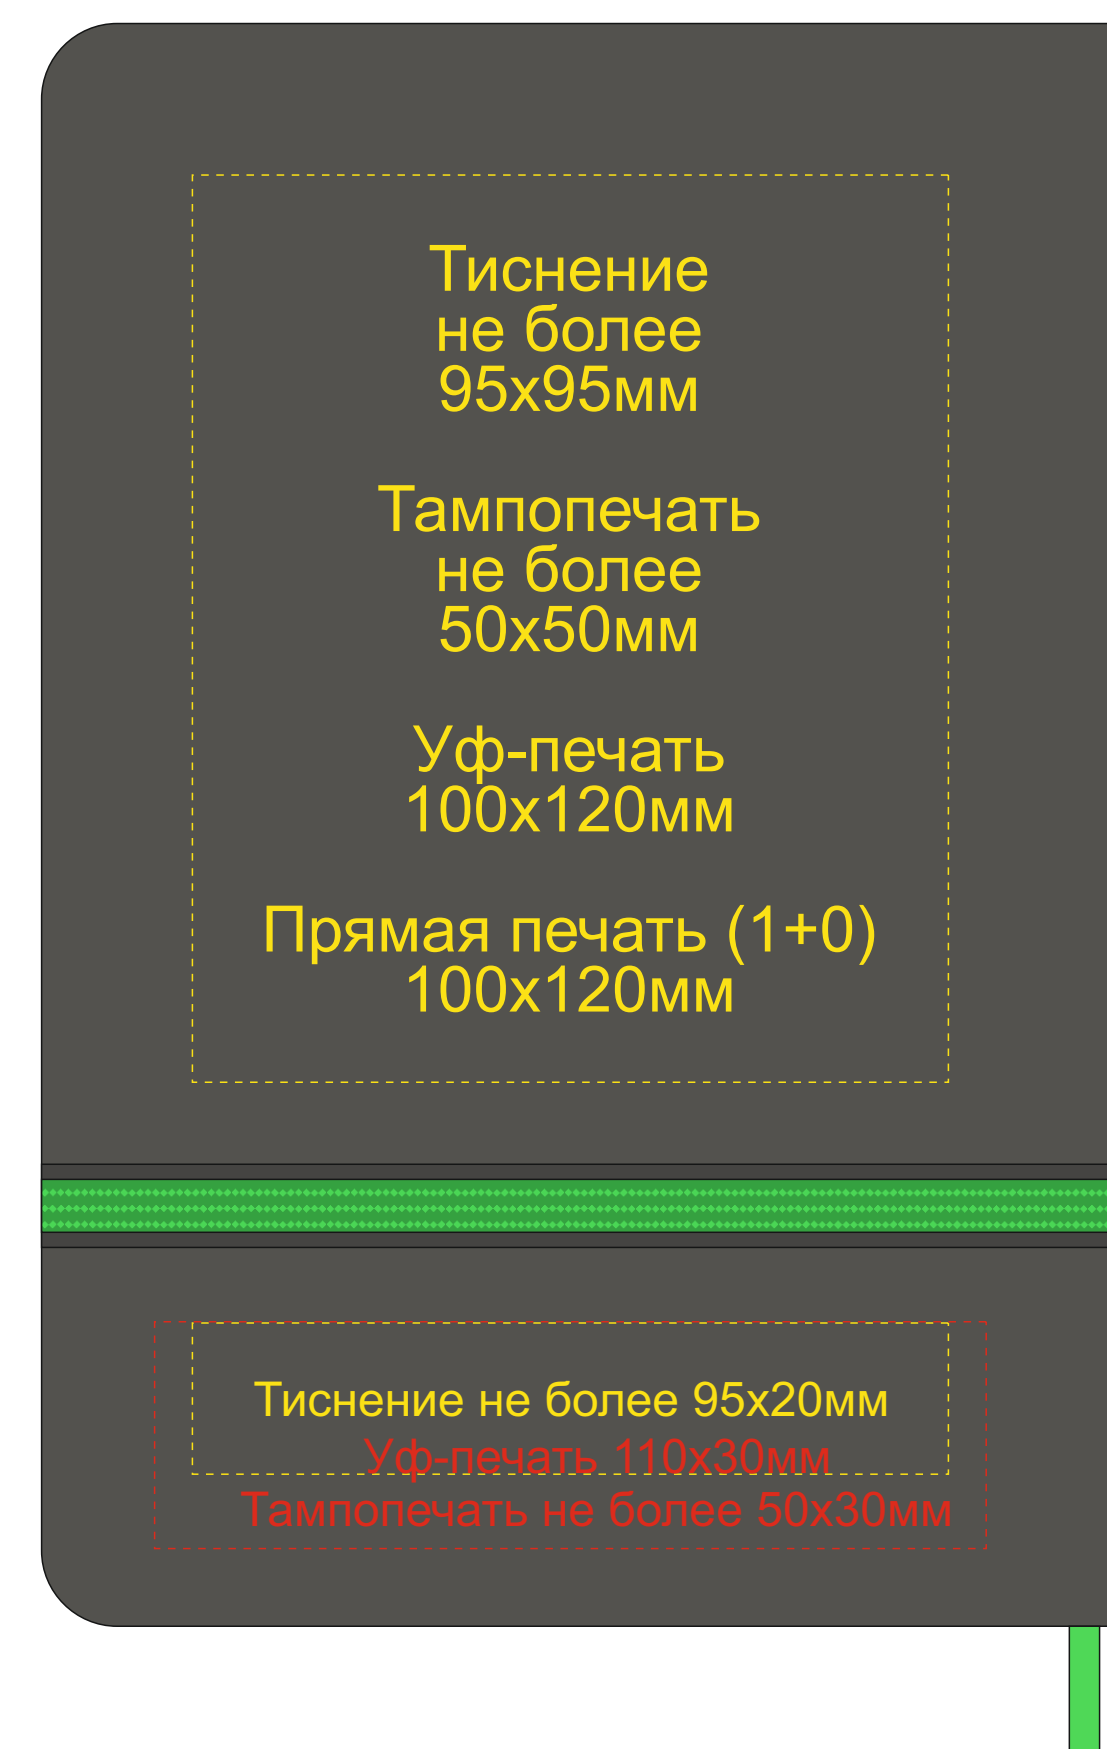 Тиснение
не более
95х95мм
Тампопечать
не более
50х50мм
Уф-печать
100х120мм
Прямая печать (1+0)
100х120мм
Тиснение не более 95х20мм
Уф-печать 110х30мм
Тампопечать не более 50х30мм